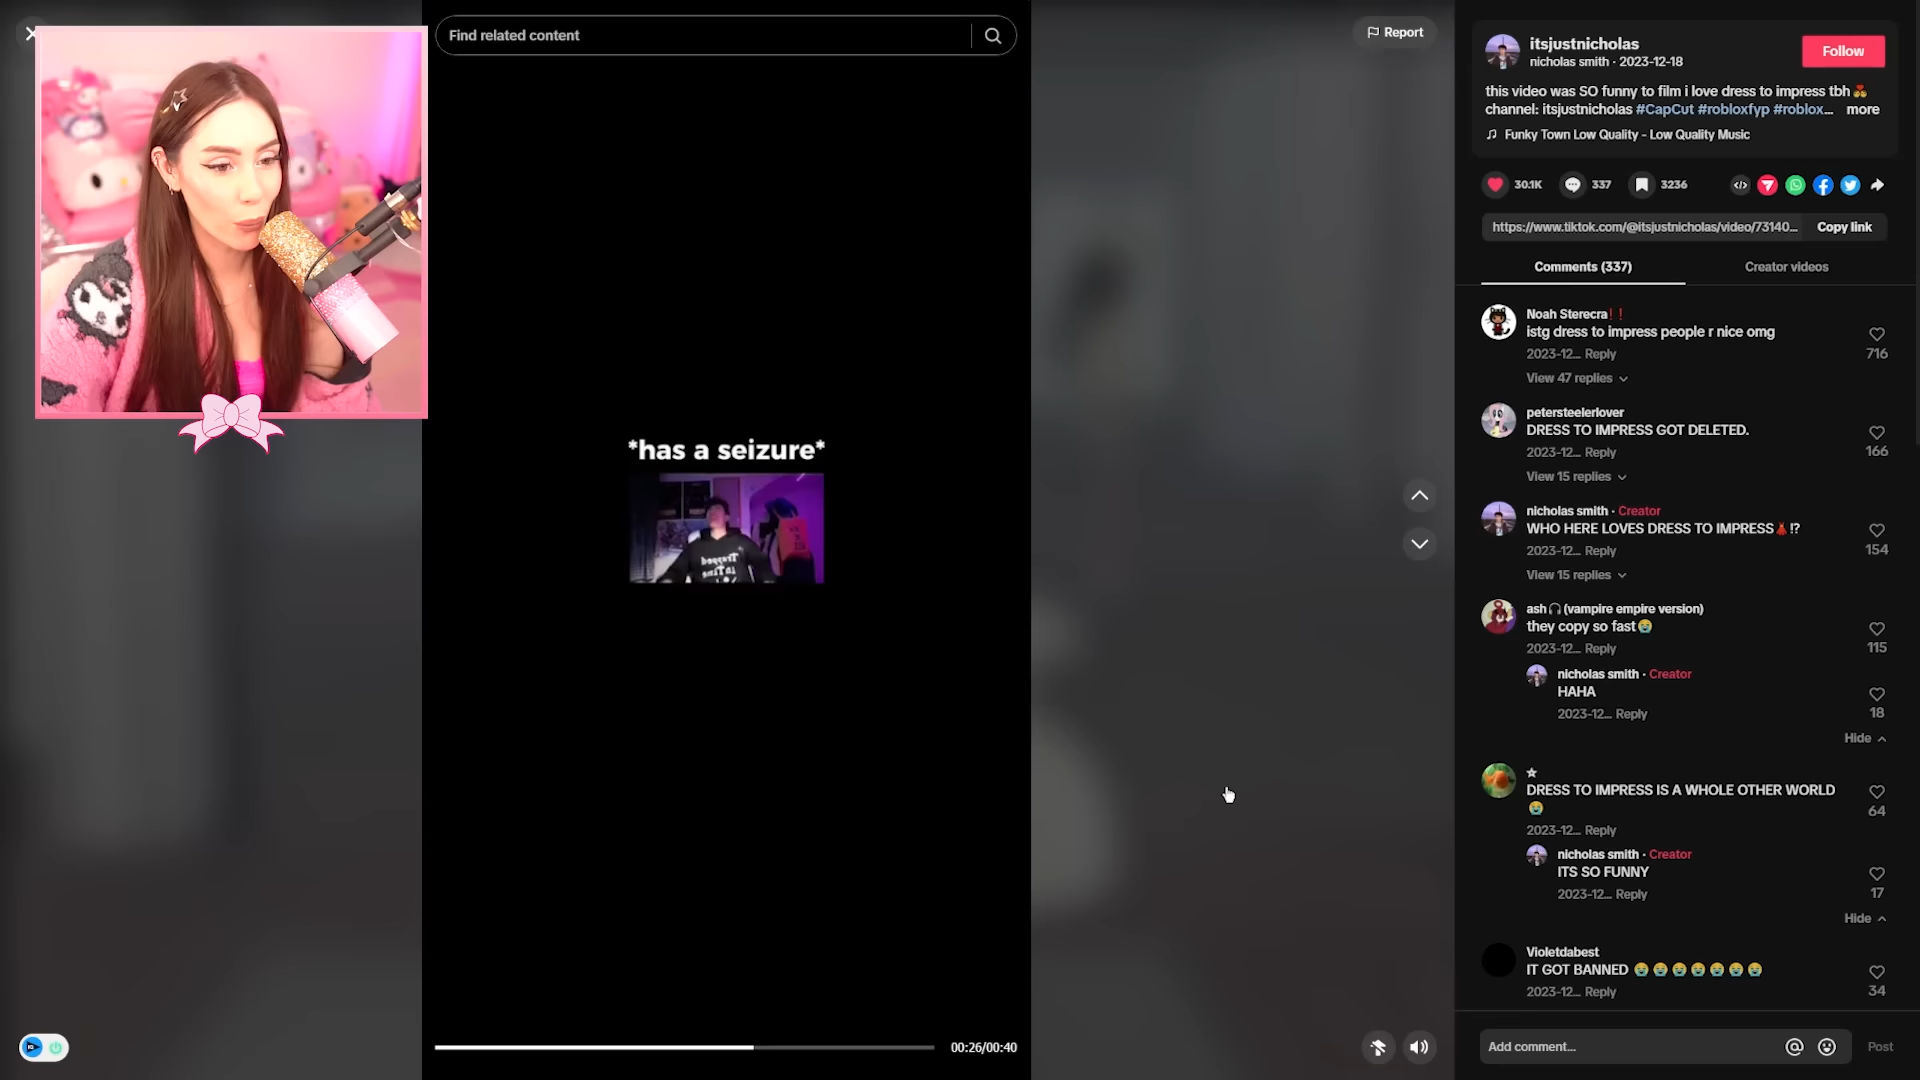 Find related content
Report
*has a seizure*
00:26/00:40
itsjustnicholas
nicholas smith · 2023-12-18
Follow
this video was SO funny to film i love dress to impress tbh 💑
channel: itsjustnicholas #CapCut #robloxfyp #roblox... more
Funky Town Low Quality - Low Quality Music
30.1K
337
3236
https://www.tiktok.com/@itsjustnicholas/video/73140...
Copy link
Comments (337)
Creator videos
Noah Sterecra❗❗
istg dress to impress people r nice omg
2023-12... Reply
716
View 47 replies
petersteelerlover
DRESS TO IMPRESS GOT DELETED.
2023-12... Reply
166
View 15 replies
nicholas smith · Creator
WHO HERE LOVES DRESS TO IMPRESS💃!?
2023-12... Reply
154
View 15 replies
ash🎧(vampire empire version)
they copy so fast😭
2023-12... Reply
115
nicholas smith · Creator
HAHA
2023-12... Reply
18
Hide
☆
DRESS TO IMPRESS IS A WHOLE OTHER WORLD
😭
2023-12... Reply
64
nicholas smith · Creator
ITS SO FUNNY
2023-12... Reply
17
Hide
Violetdabest
IT GOT BANNED 😭😭😭😭😭😭😭
2023-12... Reply
34
Add comment...
Post